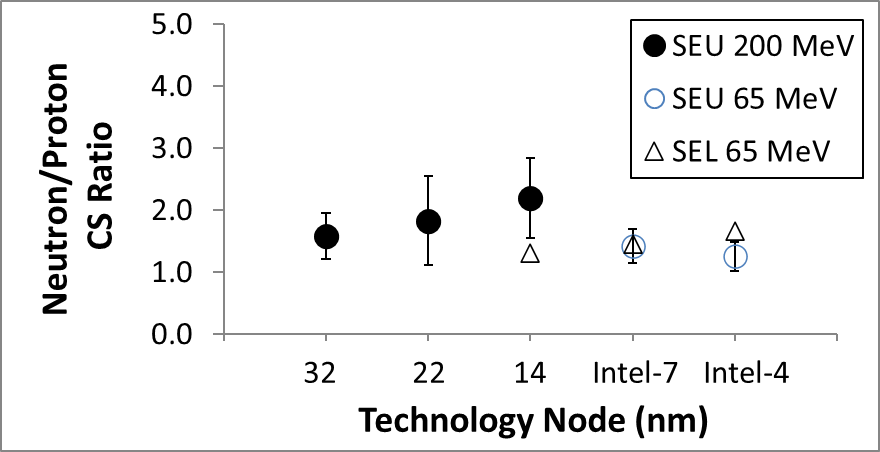 5.0
4.0
3.0
2.0
1.0
0.0
Neutron/Proton
CS Ratio
SEU 200 MeV
SEU 65 MeV
SEL 65 MeV
32 22 14 Intel-7 Intel-4
Technology Node (nm)